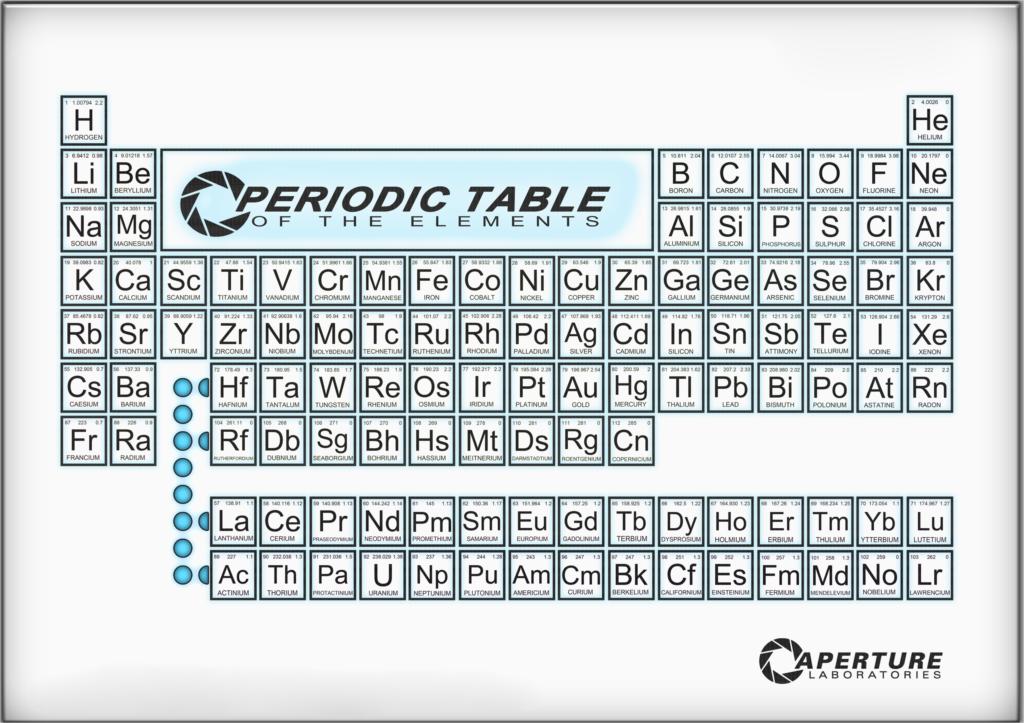 1 1.00794 2.2 2 4.0026 0
H He
HYDROGEN HELIUM
3 6.9412 0.98 4 9.01218 1.57 5 10.811 2.04 6 12.0107 2.55 7 14.0067 3.04 8 15.994 3.44 9 18.9984 3.98 10 20.1797 0
Li Be PERIODIC TABLE B C N O F Ne
LITHIUM BERYLLIUM OF THE ELEMENTS BORON CARBON NITROGEN OXYGEN FLUORINE NEON
11 22.9898 0.93 12 24.3051 1.31 13 26.9815 1.61 14 28.0855 1.9 15 30.9738 2.19 16 32.066 2.58 17 35.4527 3.16 18 39.948 0
Na Mg Al Si P S Cl Ar
SODIUM MAGNESIUM ALUMINIUM SILICON PHOSPHORUS SULPHUR CHLORINE ARGON
19 39.0983 0.82 20 40.078 1 21 44.9559 1.36 22 47.88 1.54 23 50.9415 1.63 24 51.9961 1.66 25 54.9381 1.55 26 55.847 1.83 27 58.9332 1.88 28 58.69 1.91 29 63.546 1.9 30 65.39 1.65 31 69.723 1.81 32 72.61 2.01 33 74.9216 2.18 34 78.96 2.55 35 79.904 2.96 36 83.8 0
K Ca Sc Ti V Cr Mn Fe Co Ni Cu Zn Ga Ge As Se Br Kr
POTASSIUM CALCIUM SCANDIUM TITANIUM VANADIUM CHROMUIM MANGANESE IRON COBALT NICKEL COPPER ZINC GALLIUM GERMANIUM ARSENIC SELENIUM BROMINE KRYPTON
37 85.4678 0.82 38 87.62 0.95 39 88.9059 1.22 40 91.224 1.33 41 92.90638 1.6 42 95.94 2.16 43 98 1.9 44 101.07 2.2 45 102.906 2.28 46 106.42 2.2 47 107.868 1.93 48 112.411 1.69 49 114.82 1.78 50 118.71 1.96 51 121.75 2.05 52 127.6 2.1 53 126.904 2.66 54 131.29 2.6
Rb Sr Y Zr Nb Mo Tc Ru Rh Pd Ag Cd In Sn Sb Te I Xe
RUBIDIUM STRONTIUM YTTRIUM ZIRCONIUM NIOBIUM MOLYBDENUM TECHNETIUM RUTHENIUM RHODIUM PALLADIUM SILVER CADMIUM SILICON TIN ATTIMONY TELLURIUM IODINE XENON
55 132.905 0.7 56 137.33 0.9 72 178.49 1.3 73 180.95 1.5 74 183.85 1.7 75 186.23 1.9 76 190.23 2.2 77 192.217 2.2 78 195.084 2.28 79 196.967 2.54 80 200.59 2 81 204.383 1.62 82 207.2 2.33 83 208.980 2.02 84 209 2 85 210 2.2 86 222 2.2
Cs Ba Hf Ta W Re Os Ir Pt Au Hg Tl Pb Bi Po At Rn
CAESIUM BARIUM HAFNIUM TANTALUM TUNGSTEN RHENIUM OSMIUM IRIDIUM PLATINUM GOLD MERCURY THALIUM LEAD BISMUTH POLONIUM ASTATINE RADON
87 223 0.7 88 226 0.9 104 261.11 0 105 268 0 106 271 0 107 270 0 108 269 0 109 278 0 110 281 0 111 281 0 112 285 0
Fr Ra Rf Db Sg Bh Hs Mt Ds Rg Cn
FRANCIUM RADIUM RUTHERFORDIUM DUBNIUM SEABORGIUM BOHRIUM HASSIUM MEITNERIUM DARMSTADTIUM ROENTGENIUM COPERNICIUM
57 138.91 1.1 58 140.116 1.12 59 140.908 1.13 60 144.242 1.14 61 145 1.13 62 150.36 1.17 63 151.964 1.2 64 157.25 1.2 65 158.925 1.2 66 162.5 1.22 67 164.930 1.23 68 167.26 1.24 69 168.234 1.25 70 173.054 1.1 71 174.967 1.27
La Ce Pr Nd Pm Sm Eu Gd Tb Dy Ho Er Tm Yb Lu
LANTHANUM CERIUM PRASEODYMIUM NEODYMIUM PROMETHIUM SAMARIUM EUROPIUM GADOLINIUM TERBIUM DYSPROSIUM HOLMIUM ERBIUM THULIUM YTTERBIUM LUTETIUM
89 227 1.1 90 232.038 1.3 91 231.036 1.5 92 238.029 1.38 93 237 1.36 94 244 1.28 95 243 1.3 96 247 1.3 97 247 1.3 98 251 1.3 99 252 1.3 100 257 1.3 101 258 1.3 102 259 0 103 262 0
Ac Th Pa U Np Pu Am Cm Bk Cf Es Fm Md No Lr
ACTINIUM THORIUM PROTACTINIUM URANIUM NEPTUNIUM PLUTONIUM AMERICIUM CURIUM BERKELIUM CALIFORNIUM EINSTEINIUM FERMIUM MENDELEVIUM NOBELIUM LAWRENCIUM
APERTURE
LABORATORIES